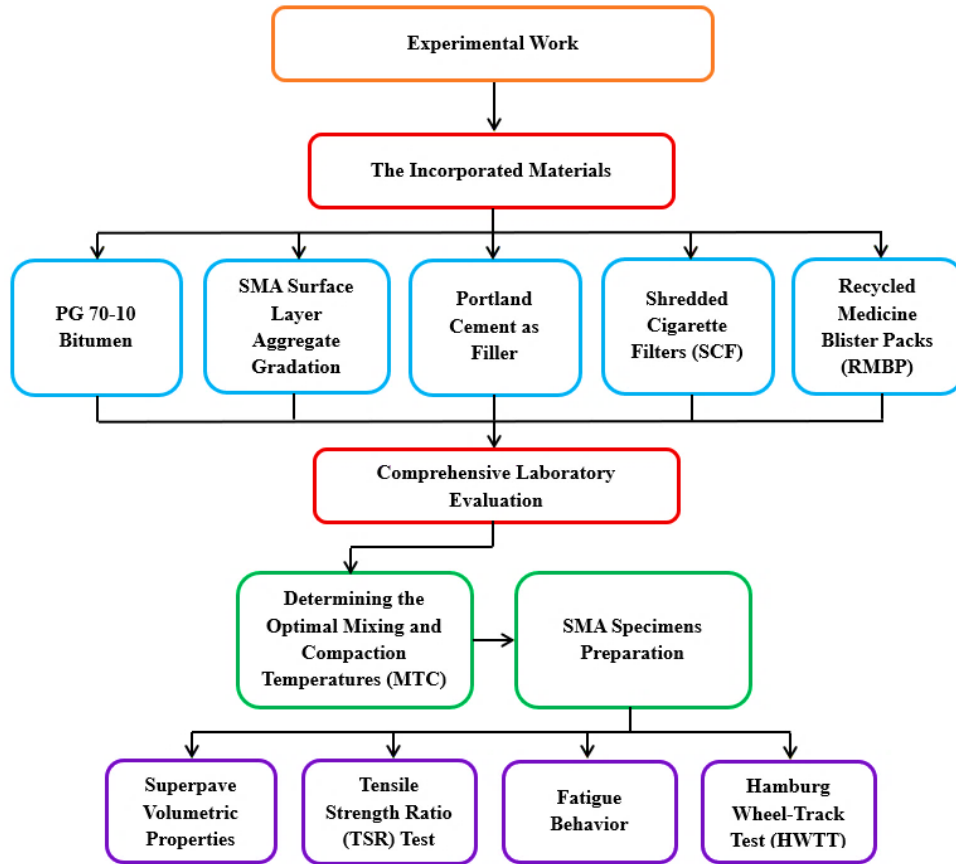 Experimental Work
The Incorporated Materials
PG 70-10
Bitumen
SMA Surface
Layer
Aggregate
Gradation
Portland
Cement as
Filler
Shredded
Cigarette
Filters (SCF)
Recycled
Medicine
Blister Packs
(RMBP)
Comprehensive Laboratory
Evaluation
Determining the
Optimal Mixing and
Compaction
Temperatures (MTC)
SMA Specimens
Preparation
Superpave
Volumetric
Properties
Tensile
Strength Ratio
(TSR) Test
Fatigue
Behavior
Hamburg
Wheel-Track
Test (HWTT)